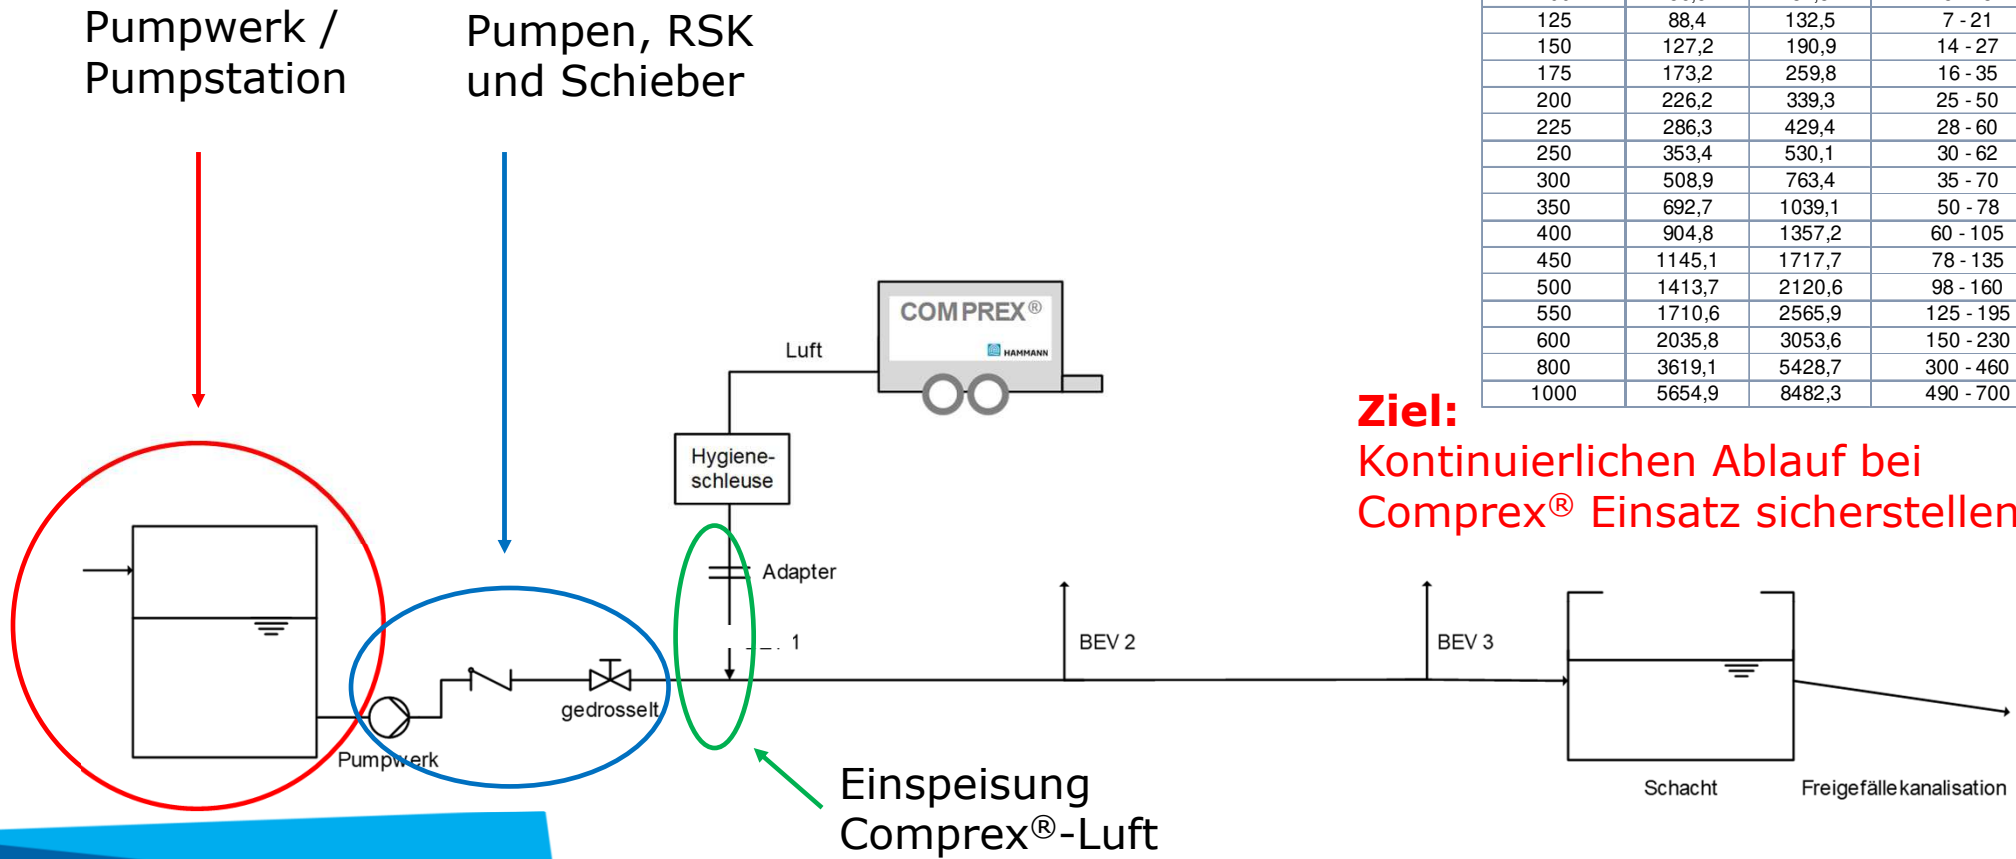 Pumpwerk /
Pumpstation
Pumpen, RSK
und Schieber
125 88,4 132,5 7 - 21
150 127,2 190,9 14 - 27
175 173,2 259,8 16 - 35
200 226,2 339,3 25 - 50
225 286,3 429,4 28 - 60
250 353,4 530,1 30 - 62
300 508,9 763,4 35 - 70
350 692,7 1039,1 50 - 78
400 904,8 1357,2 60 - 105
450 1145,1 1717,7 78 - 135
500 1413,7 2120,6 98 - 160
550 1710,6 2565,9 125 - 195
600 2035,8 3053,6 150 - 230
800 3619,1 5428,7 300 - 460
1000 5654,9 8482,3 490 - 700
Ziel:
Kontinuierlichen Ablauf bei
Comprex® Einsatz sicherstellen
COMPREX®
HAMMANN
Luft
Hygiene-
schleuse
Adapter
1
BEV 2
BEV 3
gedrosselt
Pumpwerk
Einspeisung
Comprex®-Luft
Schacht
Freigefällekanalisation